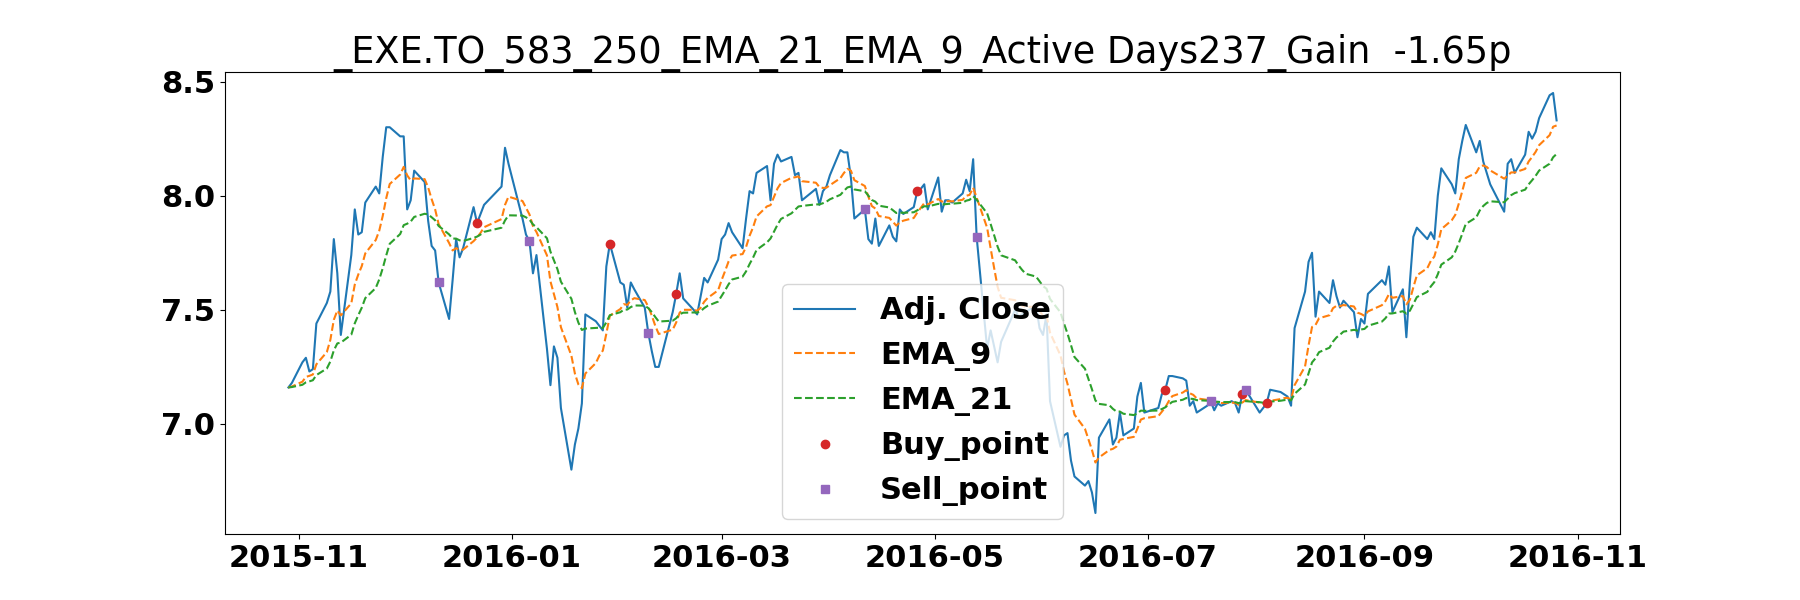 _EXE.TO_583_250_EMA_21_EMA_9_Active Days237_Gain  -1.65p
8.5
8.0
7.5
7.0
Adj. Close
EMA_9
EMA_21
Buy_point
Sell_point
2015-11 2016-01 2016-03 2016-05 2016-07 2016-09 2016-11